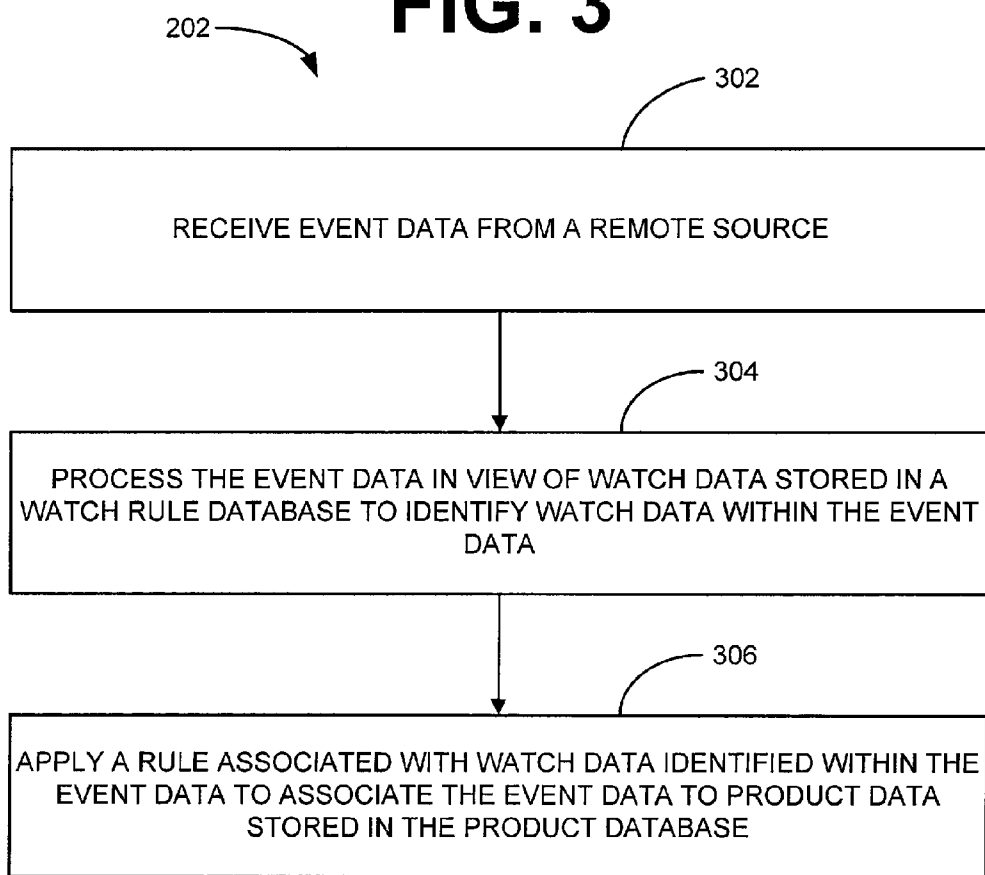 FIG. 3
202
302
RECEIVE EVENT DATA FROM A REMOTE SOURCE
304
PROCESS THE EVENT DATA IN VIEW OF WATCH DATA STORED IN A
WATCH RULE DATABASE TO IDENTIFY WATCH DATA WITHIN THE EVENT
DATA
306
APPLY A RULE ASSOCIATED WITH WATCH DATA IDENTIFIED WITHIN THE
EVENT DATA TO ASSOCIATE THE EVENT DATA TO PRODUCT DATA
STORED IN THE PRODUCT DATABASE